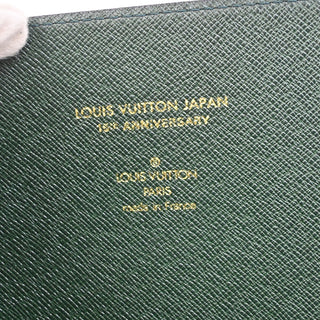 LOUIS VUITTON JAPAN
15th ANNIVERSARY
LOUIS VUITTON
PARIS
made in France